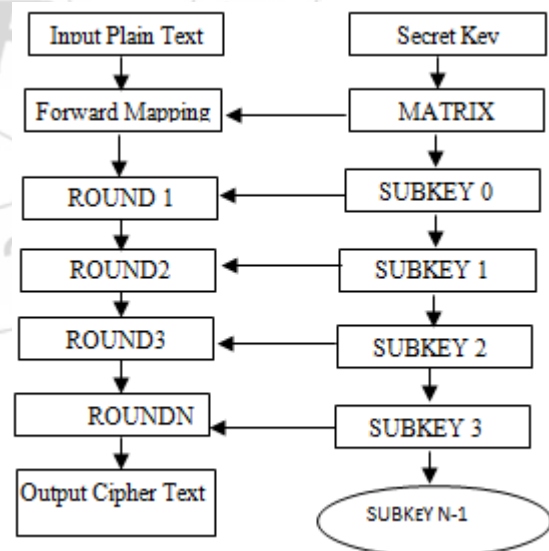 Input Plain Text
Secret Key
Forward Mapping
MATRIX
ROUND 1
SUBKEY 0
ROUND2
SUBKEY 1
ROUND3
SUBKEY 2
ROUNDN
SUBKEY 3
Output Cipher Text
SUBKEY N-1